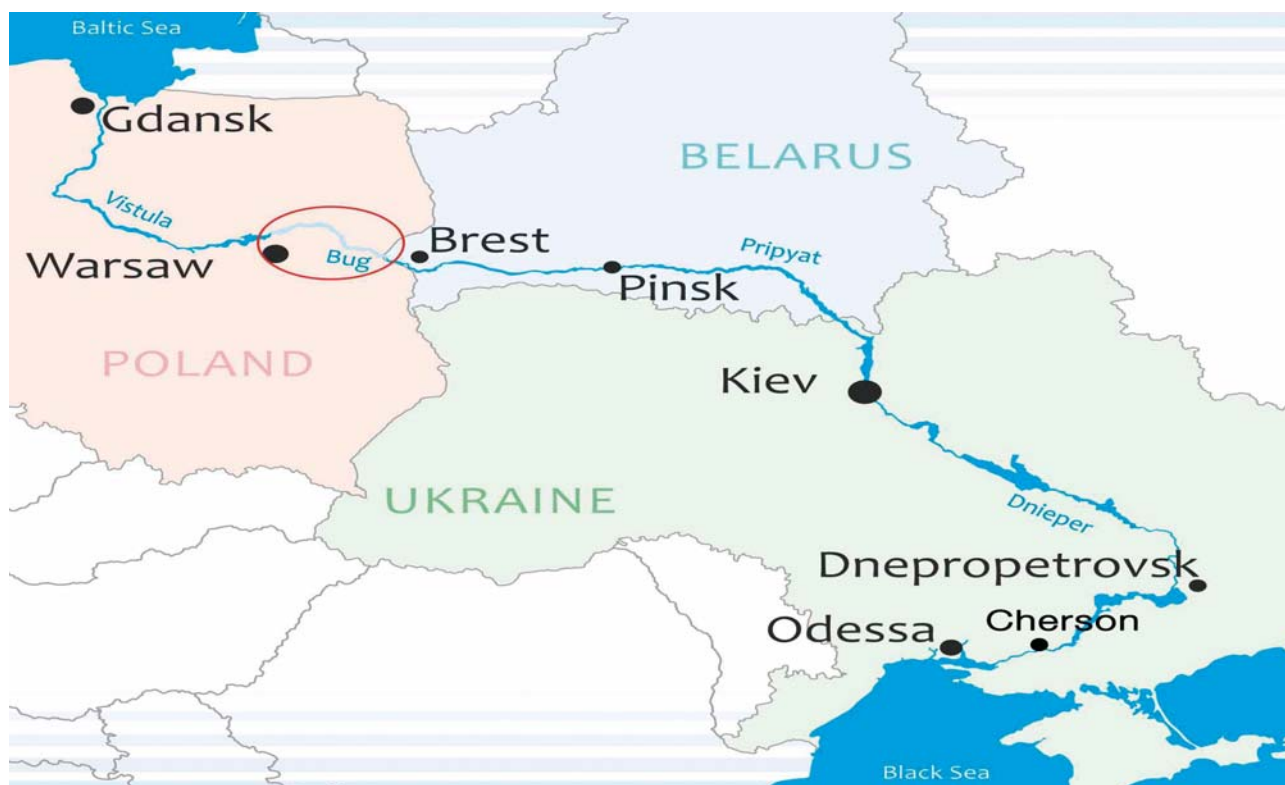 Baltic Sea
Gdansk
BELARUS
Vistula
Brest
Pripyat
Warsaw
Bug
Pinsk
POLAND
Kiev
UKRAINE
Dnieper
Dnepropetrovsk
Cherson
Odessa
Black Sea